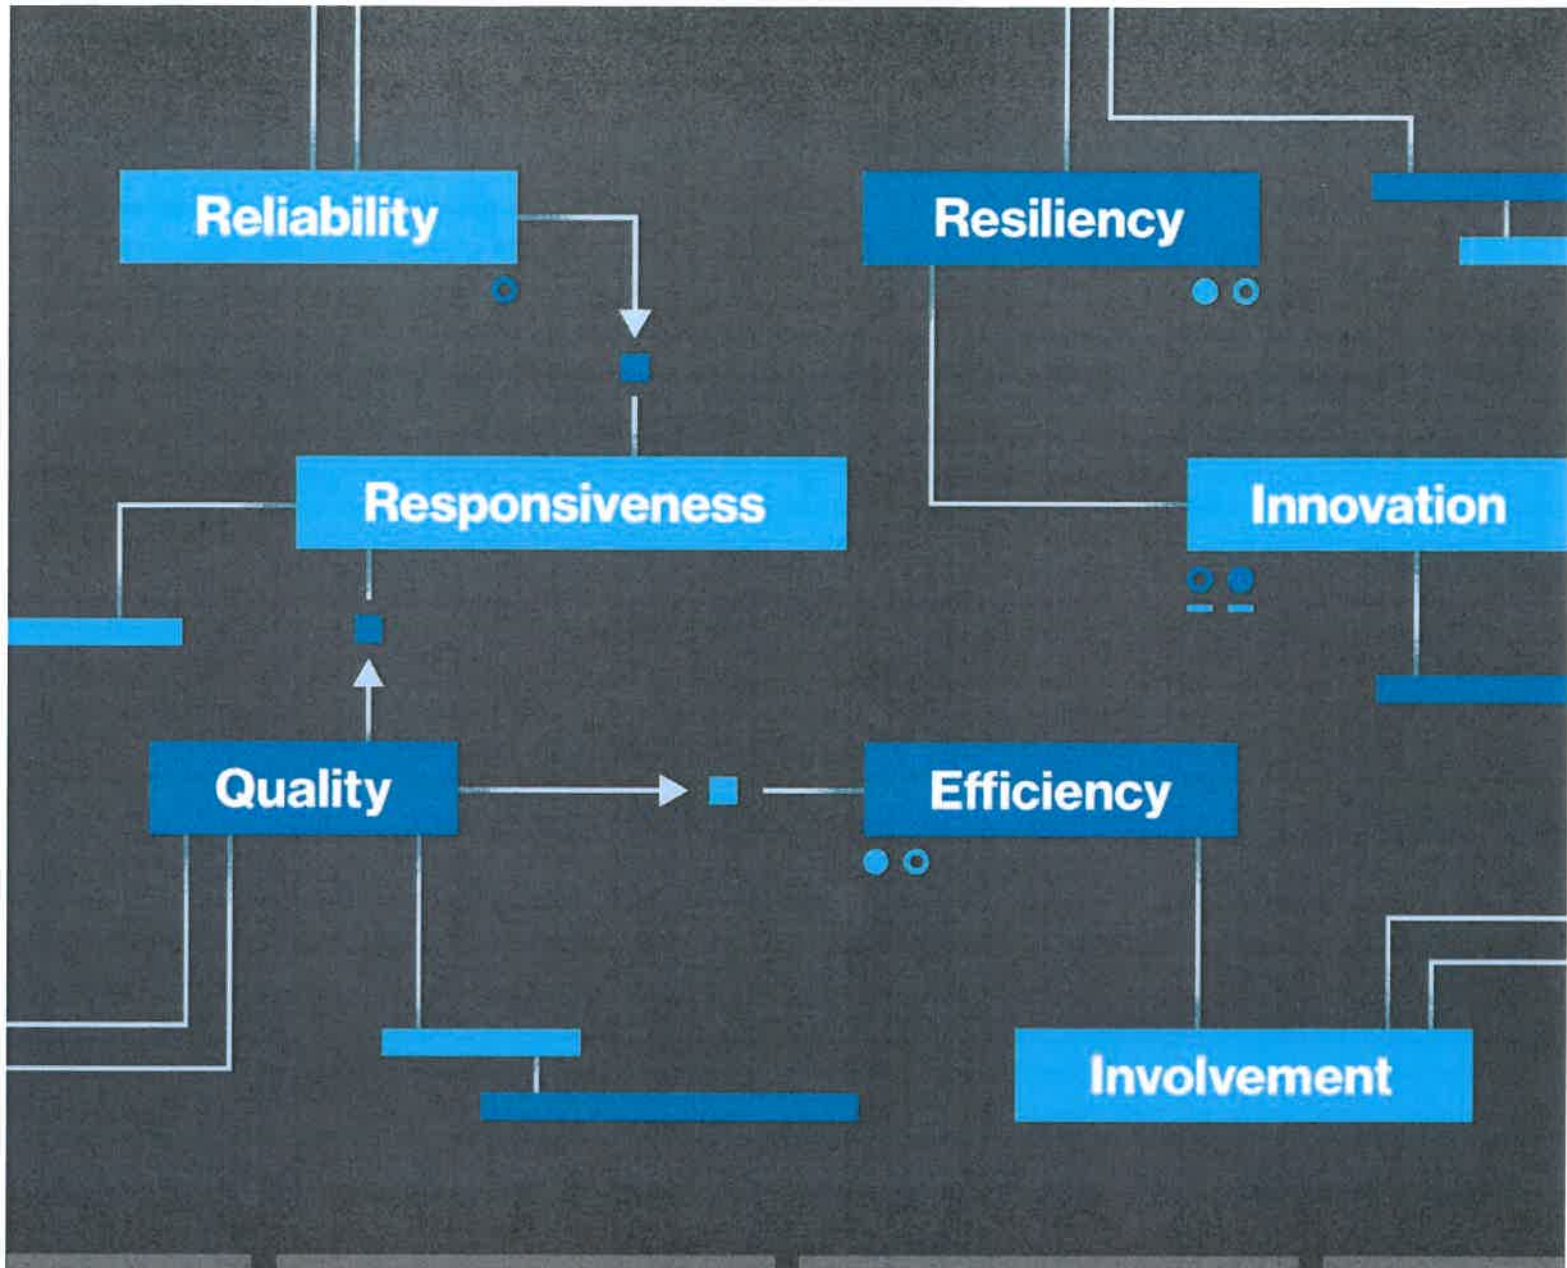 Reliability
Resiliency
Responsiveness
Innovation
Quality
Efficiency
Involvement